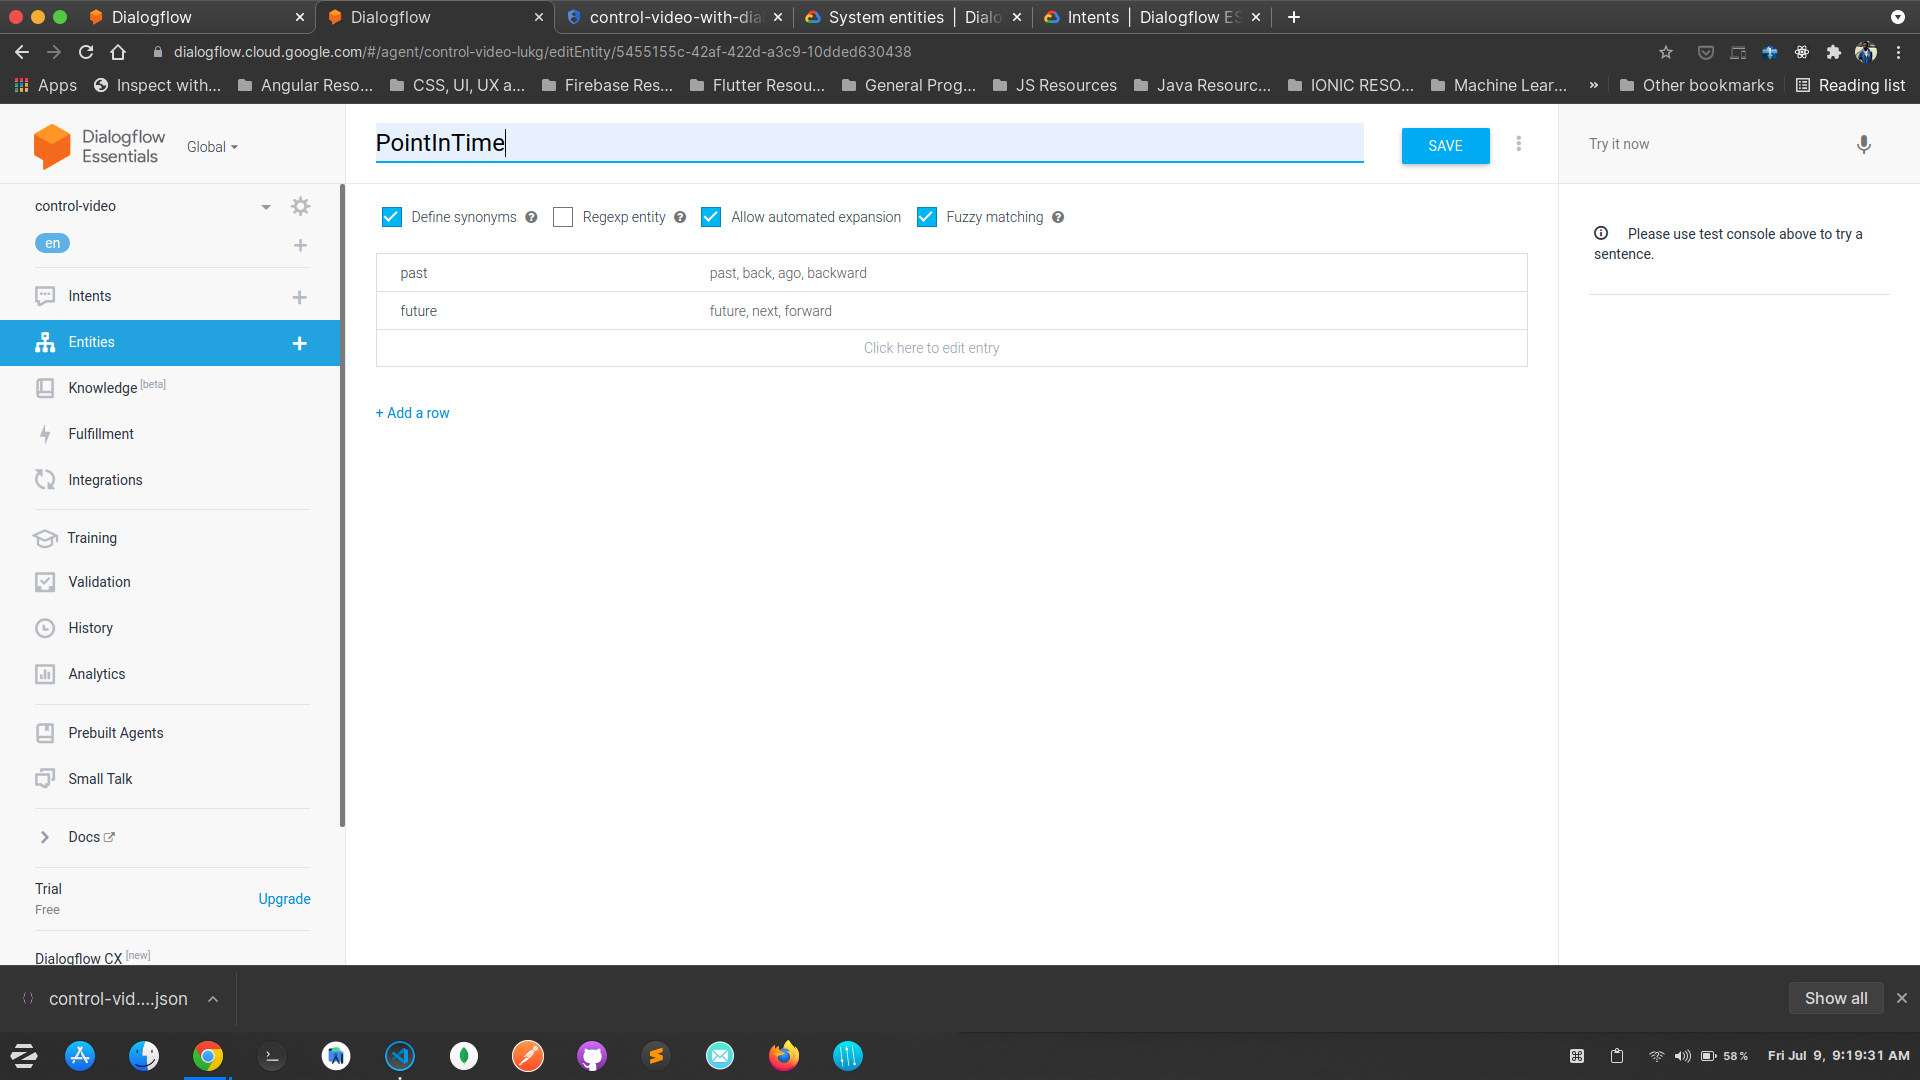 Dialogflow
Dialogflow
control-video-with-dial
System entities | Dialo
Intents | Dialogflow ES
dialogflow.cloud.google.com/#/agent/control-video-lukg/editEntity/5455155c-42af-422d-a3c9-10dded630438
Apps
Inspect with...
Angular Reso...
CSS, UI, UX a...
Firebase Res...
Flutter Resou...
General Prog...
JS Resources
Java Resourc...
IONIC RESO...
Machine Lear...
»
Other bookmarks
Reading list
Dialogflow
Essentials
Global
PointInTime
SAVE
Try it now
control-video
en
Define synonyms
Regexp entity
Allow automated expansion
Fuzzy matching
Please use test console above to try a
sentence.
past
past, back, ago, backward
future
future, next, forward
Click here to edit entry
+ Add a row
Intents
Entities
Knowledge [beta]
Fulfillment
Integrations
Training
Validation
History
Analytics
Prebuilt Agents
Small Talk
Docs
Trial
Free
Upgrade
Dialogflow CX [new]
control-vid....json
Show all
58 %
Fri Jul 9, 9:19:31 AM